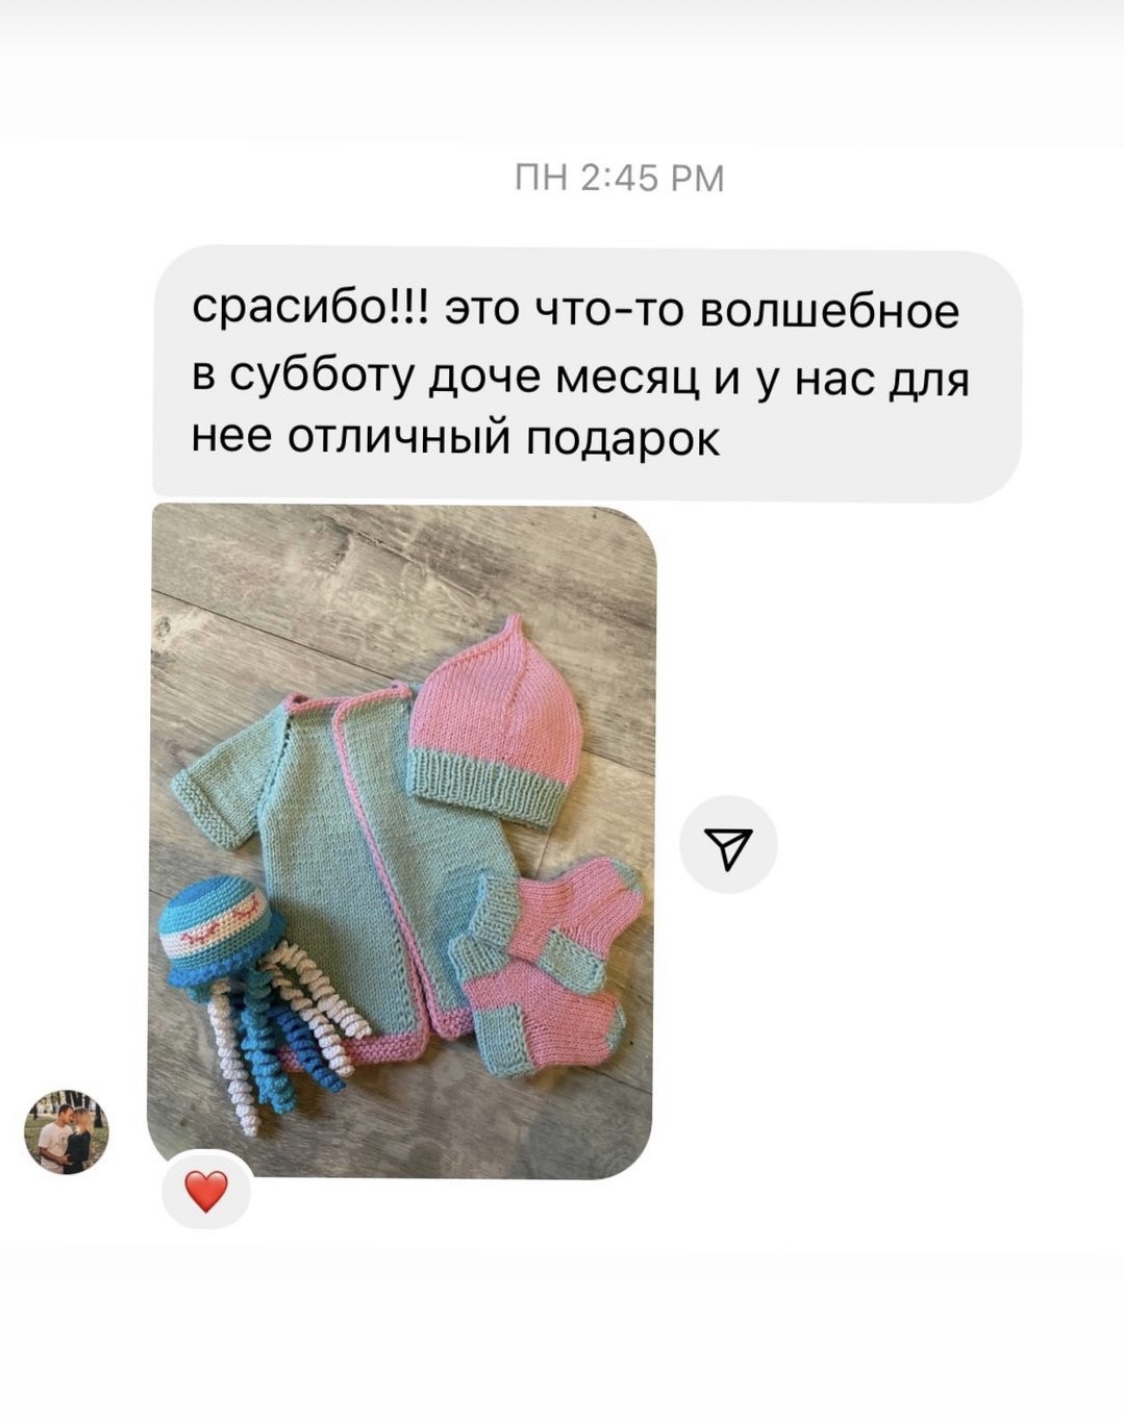 ПН 2:45 PM
срасибо!!! это что-то волшебное
в субботу доче месяц и у нас для
нее отличный подарок